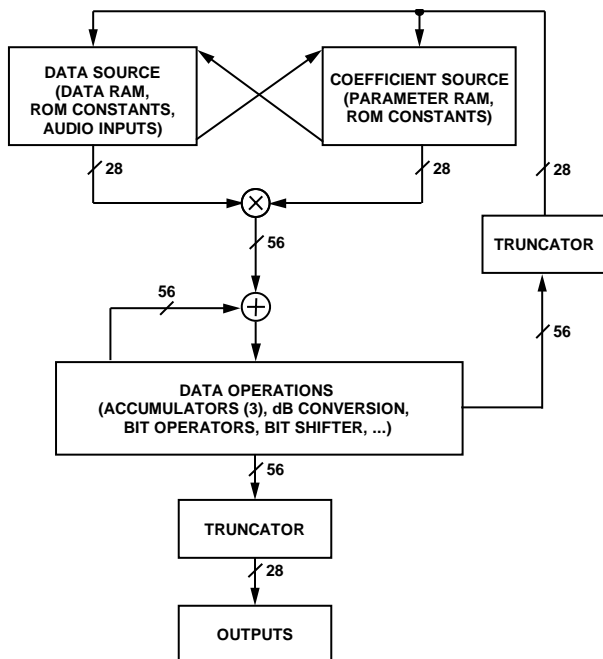 DATA SOURCE
(DATA RAM,
ROM CONSTANTS,
AUDIO INPUTS)
COEFFICIENT SOURCE
(PARAMETER RAM,
ROM CONSTANTS)
28
28
28
TRUNCATOR
56
56
56
DATA OPERATIONS
(ACCUMULATORS (3), dB CONVERSION,
BIT OPERATORS, BIT SHIFTER, ...)
56
TRUNCATOR
28
OUTPUTS